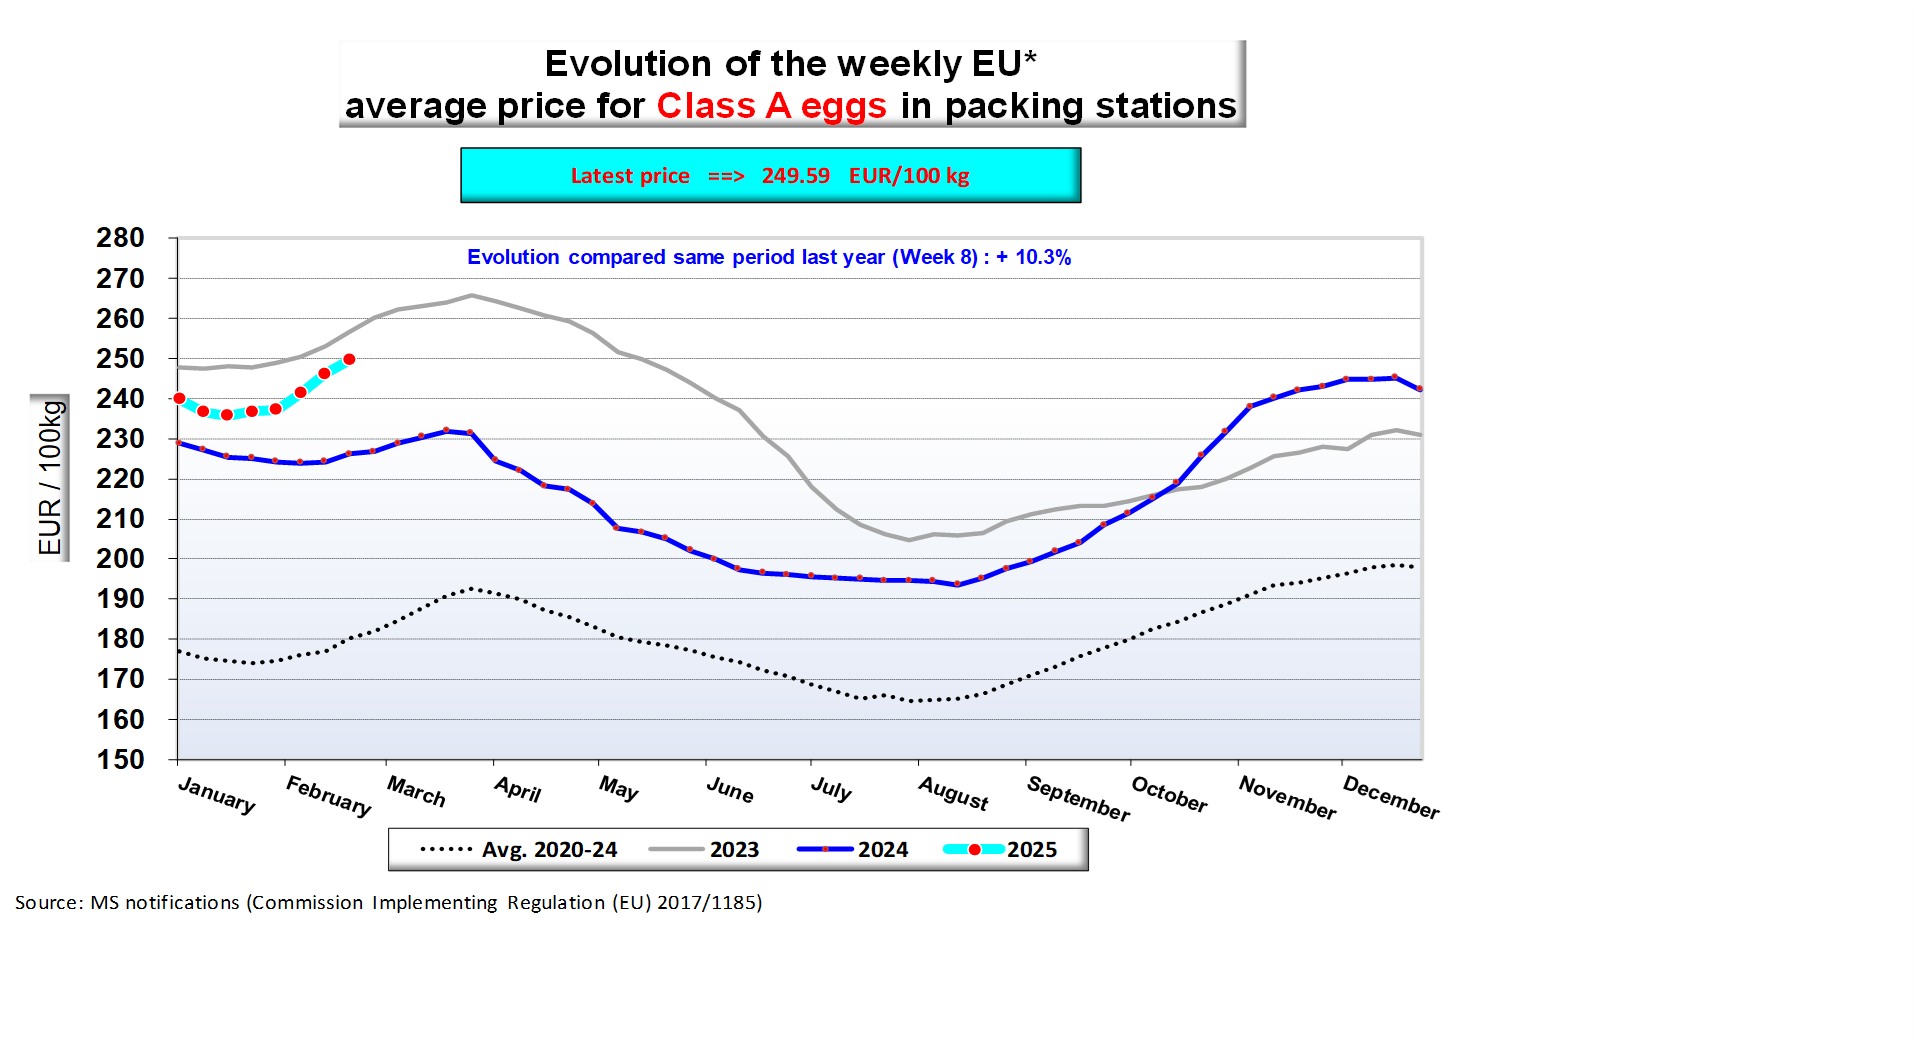 Evolution of the weekly EU*
average price for Class A eggs in packing stations
Latest price ==> 249.59 EUR/100 kg
Evolution compared same period last year (Week 8) : + 10.3%
280
270
260
250
240
230
220
210
200
190
180
170
160
150
EUR / 100kg
January
February
March
April
May
June
July
August
September
October
November
December
Avg. 2020-24
2023
2024
2025
Source: MS notifications (Commission Implementing Regulation (EU) 2017/1185)